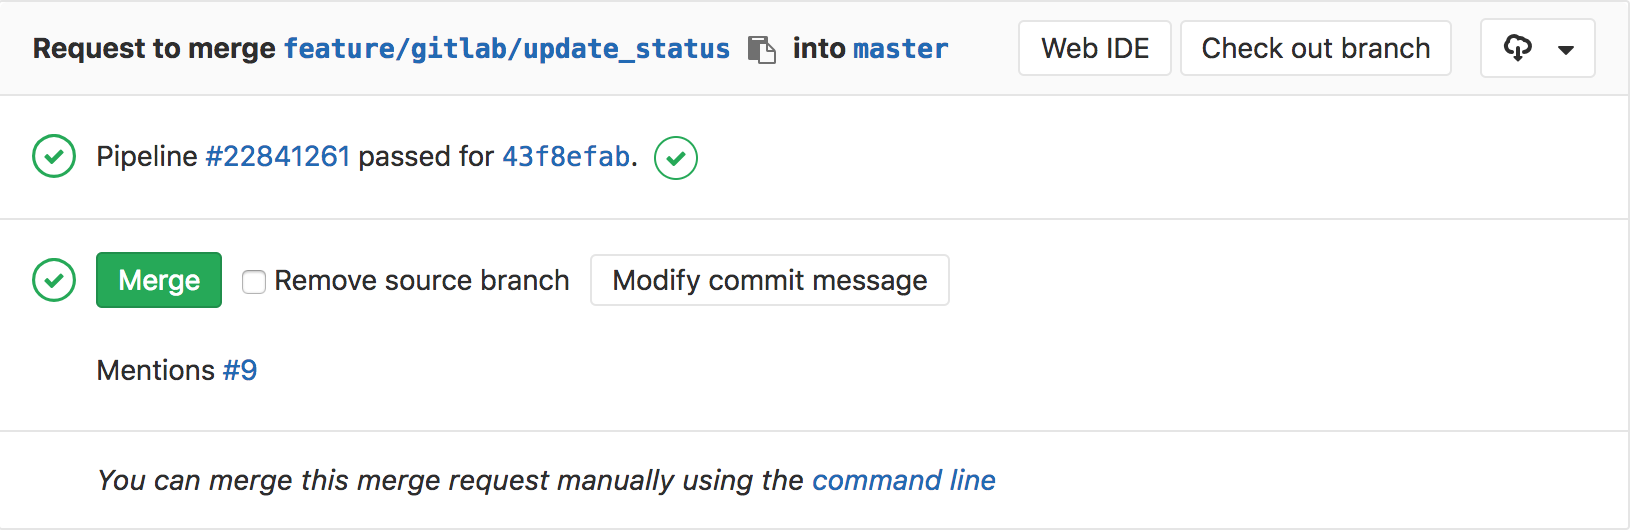 Request to merge feature/gitlab/update_status into master Web IDE Check out branch
Pipeline #22841261 passed for 43f8efab.
Merge Remove source branch Modify commit message
Mentions #9
You can merge this merge request manually using the command line